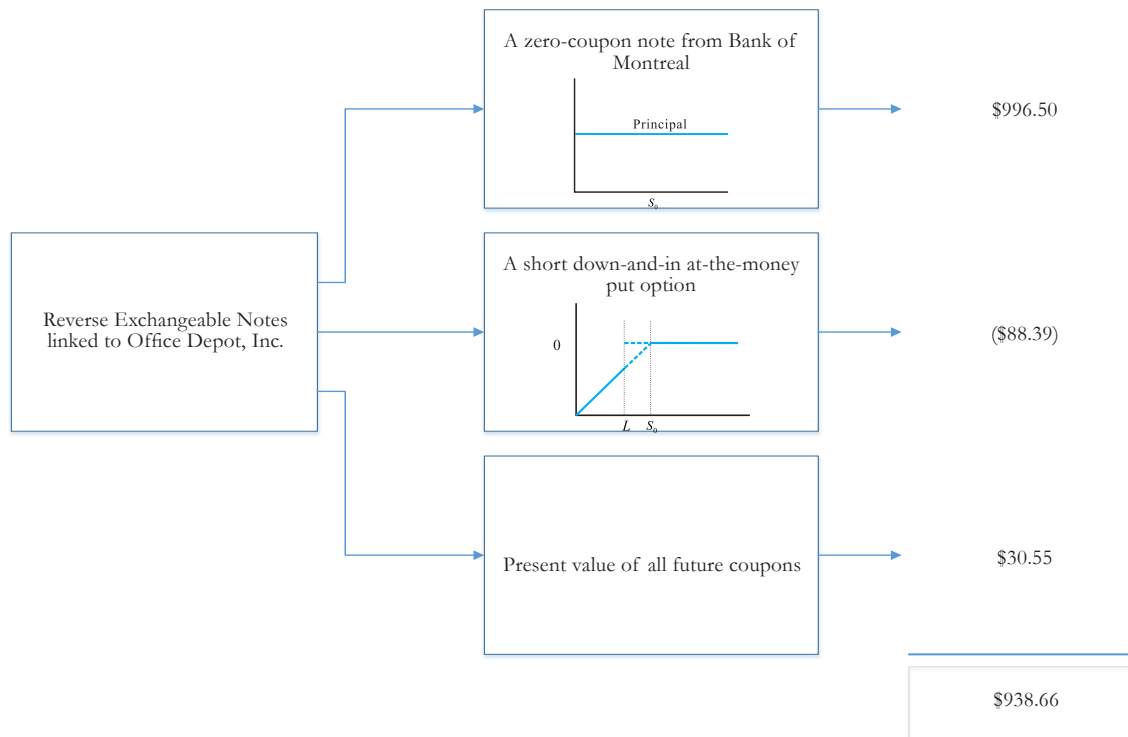 A zero-coupon note from Bank of
Montreal
Principal
S₀
$996.50
Reverse Exchangeable Notes
linked to Office Depot, Inc.
A short down-and-in at-the-money
put option
0
L S₀
($88.39)
Present value of all future coupons
$30.55
$938.66